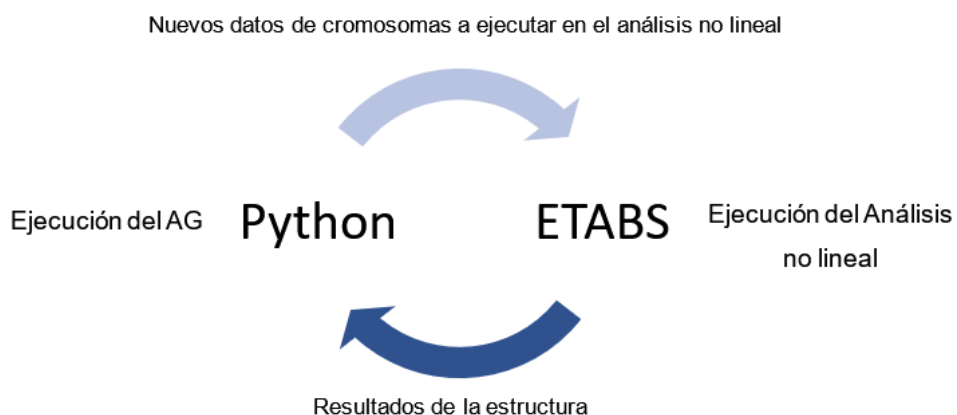 Nuevos datos de cromosomas a ejecutar en el análisis no lineal
Ejecución del AG
Python
ETABS
Ejecución del Análisis
no lineal
Resultados de la estructura